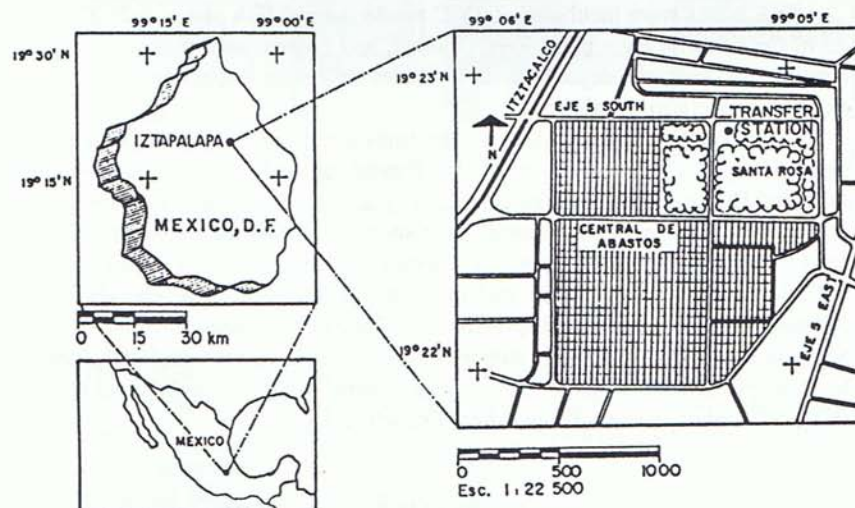 99° 15' E 99° 00' E
19° 30' N
IZTAPALAPA
19° 15' N
MEXICO, D.F.
0 15 30 km
MEXICO
99° 06' E 99° 05' E
19° 23' N
ITZTACALCO
EJE 5 SOUTH
TRANSFER
STATION
N
SANTA ROSA
CENTRAL DE
ABASTOS
EJE 5 EAST
19° 22' N
0 500 1000
Esc. 1:22 500